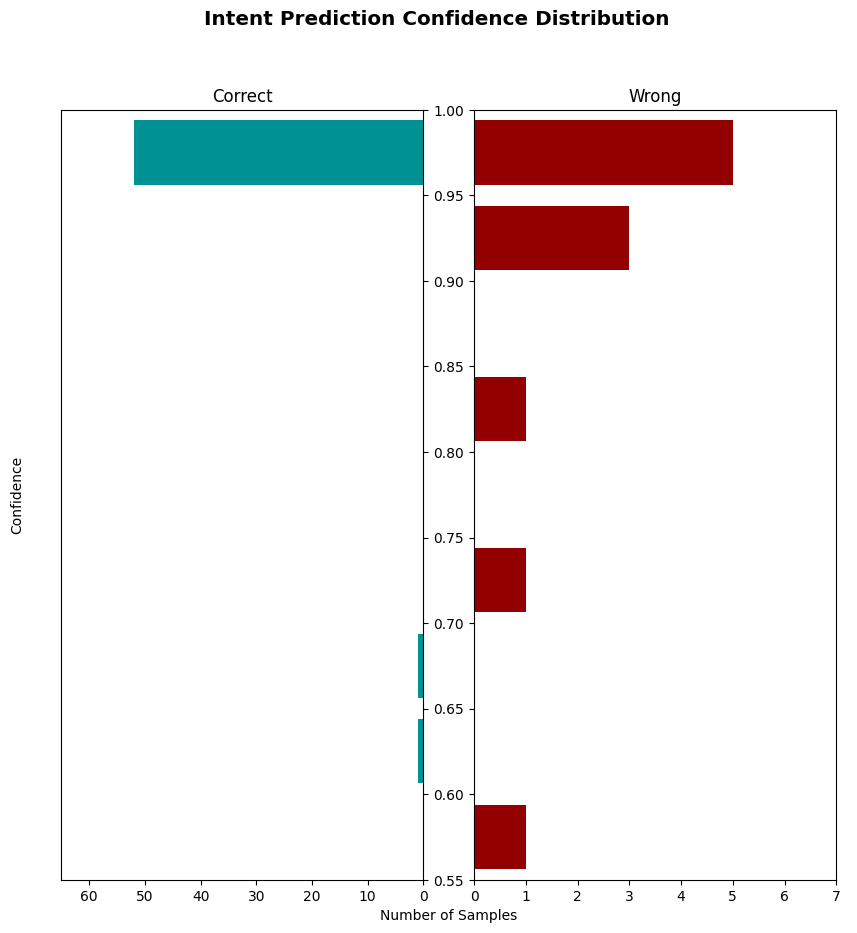 Intent Prediction Confidence Distribution
Correct
Wrong
1.00
0.95
0.90
0.85
0.80
0.75
0.70
0.65
0.60
0.55
Confidence
60 50 40 30 20 10 0
0 1 2 3 4 5 6 7
Number of Samples